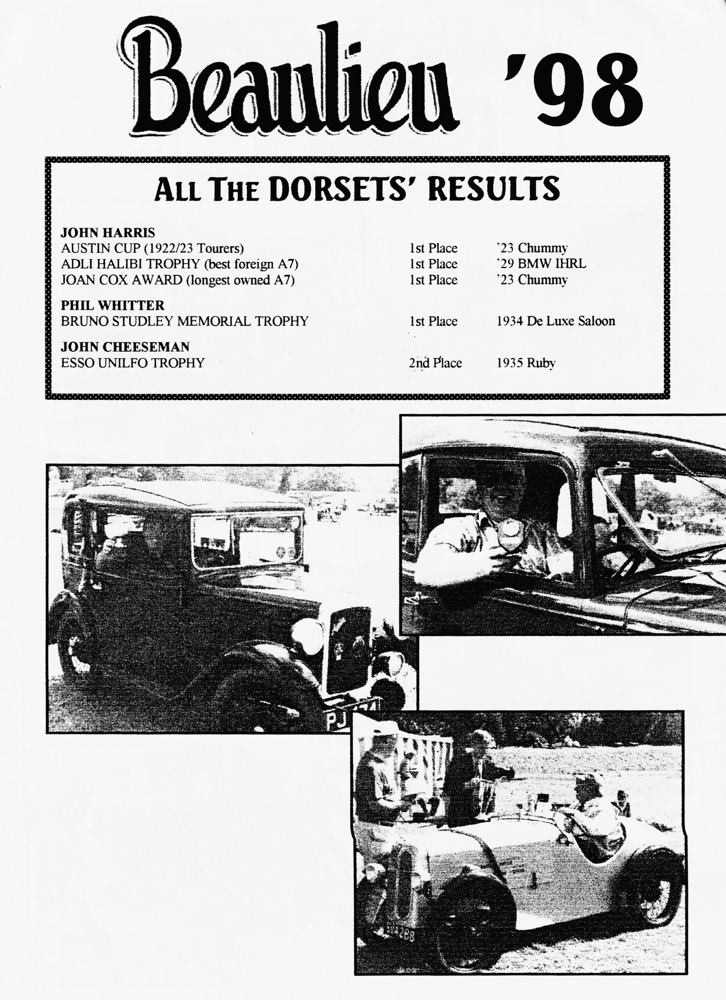 Beaulieu '98
ALL THE DORSETS' RESULTS
JOHN HARRIS
AUSTIN CUP (1922/23 Tourers) 1st Place '23 Chummy
ADLI HALIBI TROPHY (best foreign A7) 1st Place '29 BMW IHRL
JOAN COX AWARD (longest owned A7) 1st Place '23 Chummy
PHIL WHITTER
BRUNO STUDLEY MEMORIAL TROPHY 1st Place 1934 De Luxe Saloon
JOHN CHEESEMAN
ESSO UNILFO TROPHY 2nd Place 1935 Ruby
PJ